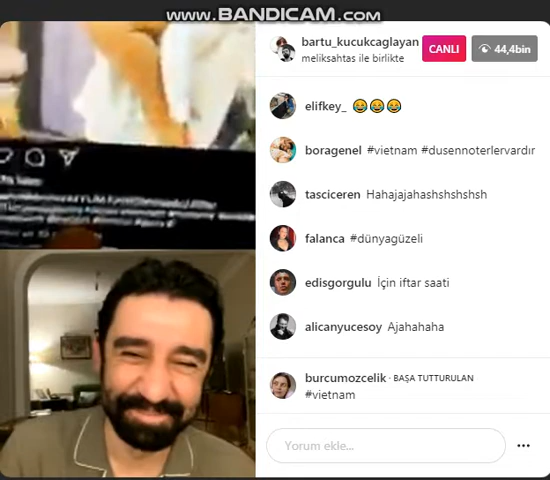 www.BANDICAM.com
bartu_kucukcaglayan
meliksahtas ile birlikte
CANLI
44,4bin
elifkey_ 😂😂😂
boragenel #vietnam #dusennoterlervardır
tasciceren Hahajajahashshshshsh
falanca #dünyagüzeli
edisgorgulu İçin iftar saati
alicanyucesoy Ajahahaha
burcumozcelik · BAŞA TUTTURULAN
#vietnam
Yorum ekle...